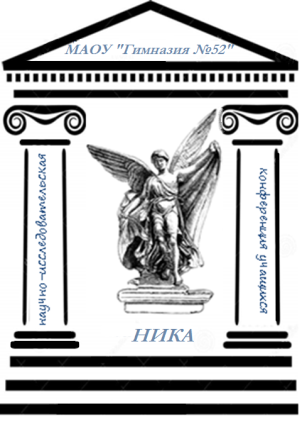 МАОУ "Гимназия №52"
научно-исследовательская
конференция учащихся
НИКА